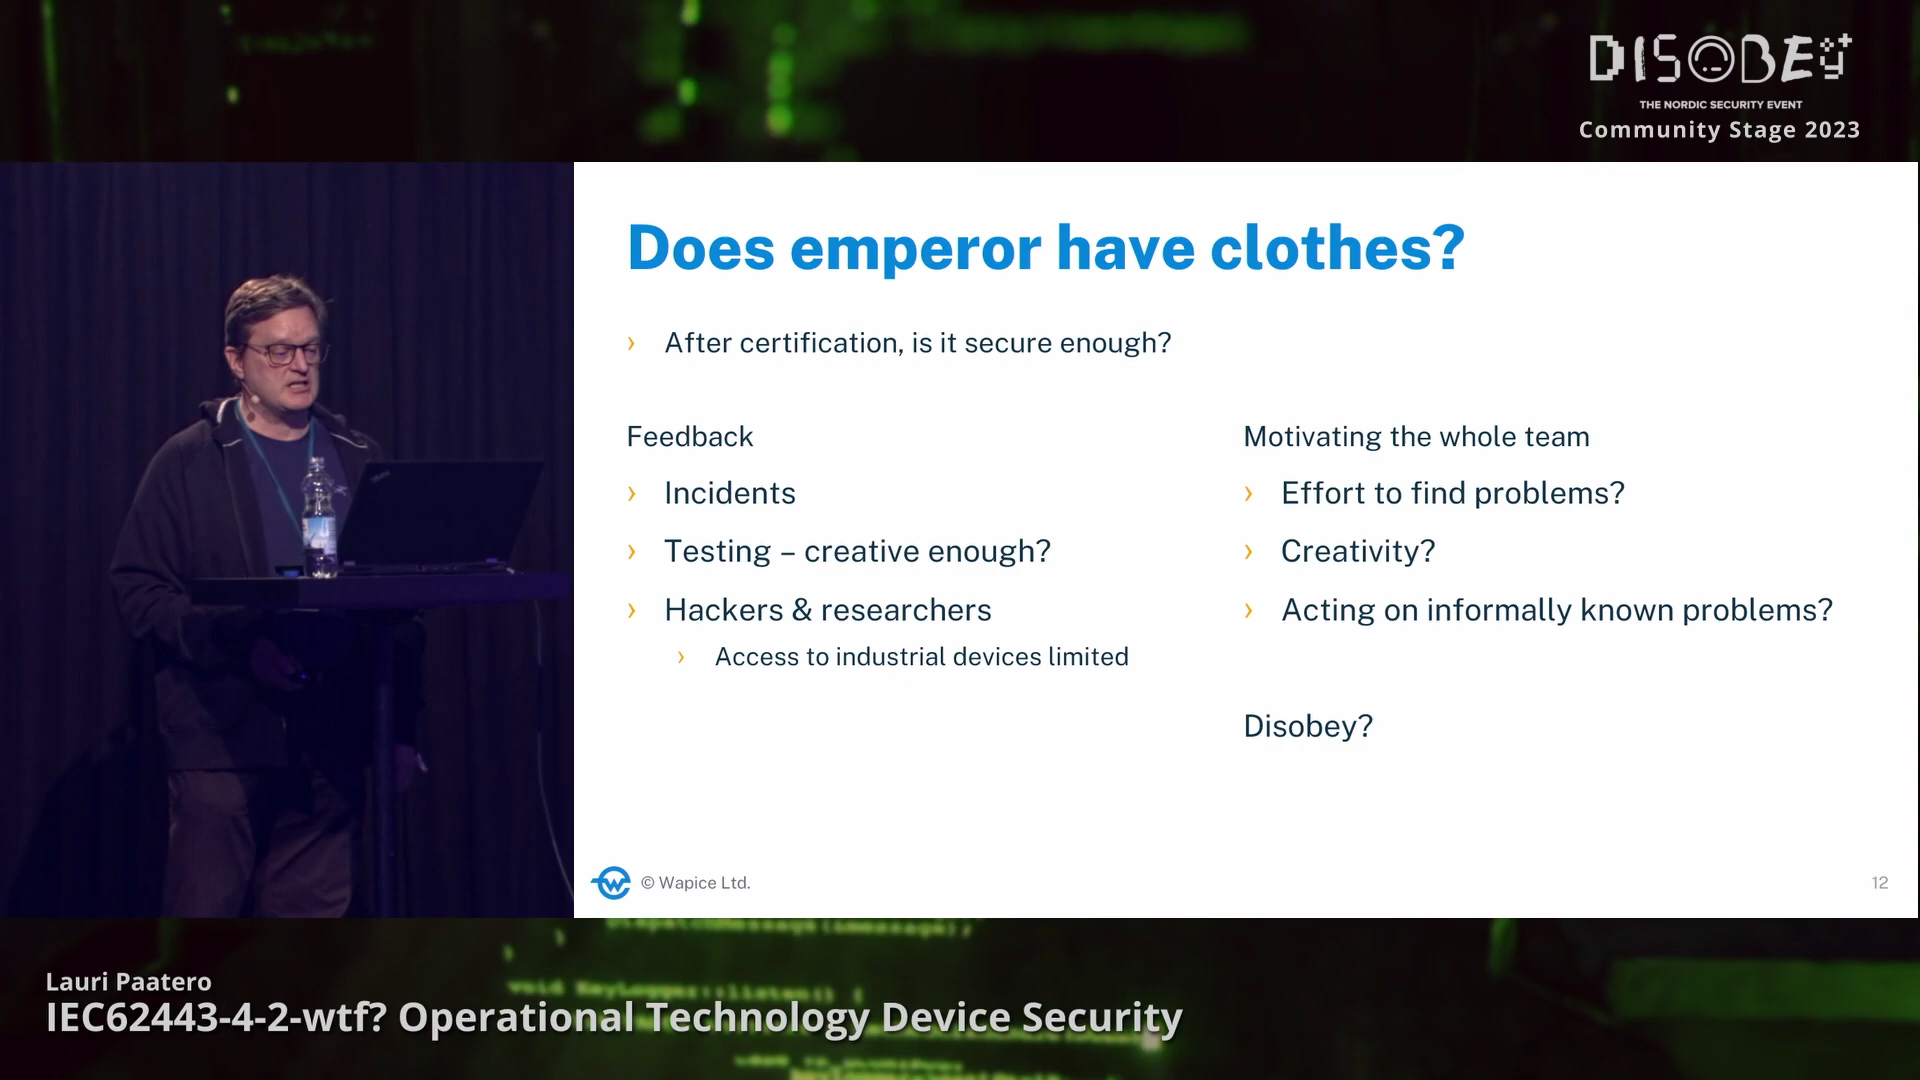 DISOBEY
THE NORDIC SECURITY EVENT
Community Stage 2023
Does emperor have clothes?
› After certification, is it secure enough?
Feedback
› Incidents
› Testing – creative enough?
› Hackers & researchers
› Access to industrial devices limited
Motivating the whole team
› Effort to find problems?
› Creativity?
› Acting on informally known problems?
Disobey?
© Wapice Ltd.
12
void KeyLogger::listen() {
Lauri Paatero
IEC62443-4-2-wtf? Operational Technology Device Security